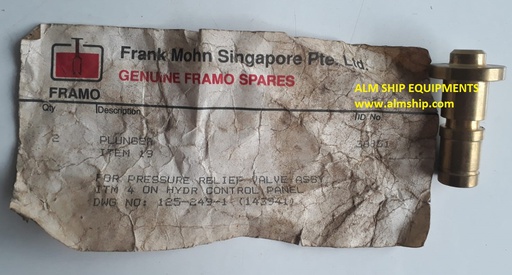 Frank Mohn Singapore Pte. Ltd.
GENUINE FRAMO SPARES
FRAMO
ALM SHIP EQUIPMENTS
www.almship.com
Qty Description ID No
2 PLUNGER
ITEM 19
FOR PRESSURE RELIEF VALVE ASSY
ITM 4 ON HYDR CONTROL PANEL
DWG NO: 125-249-1 (143941)